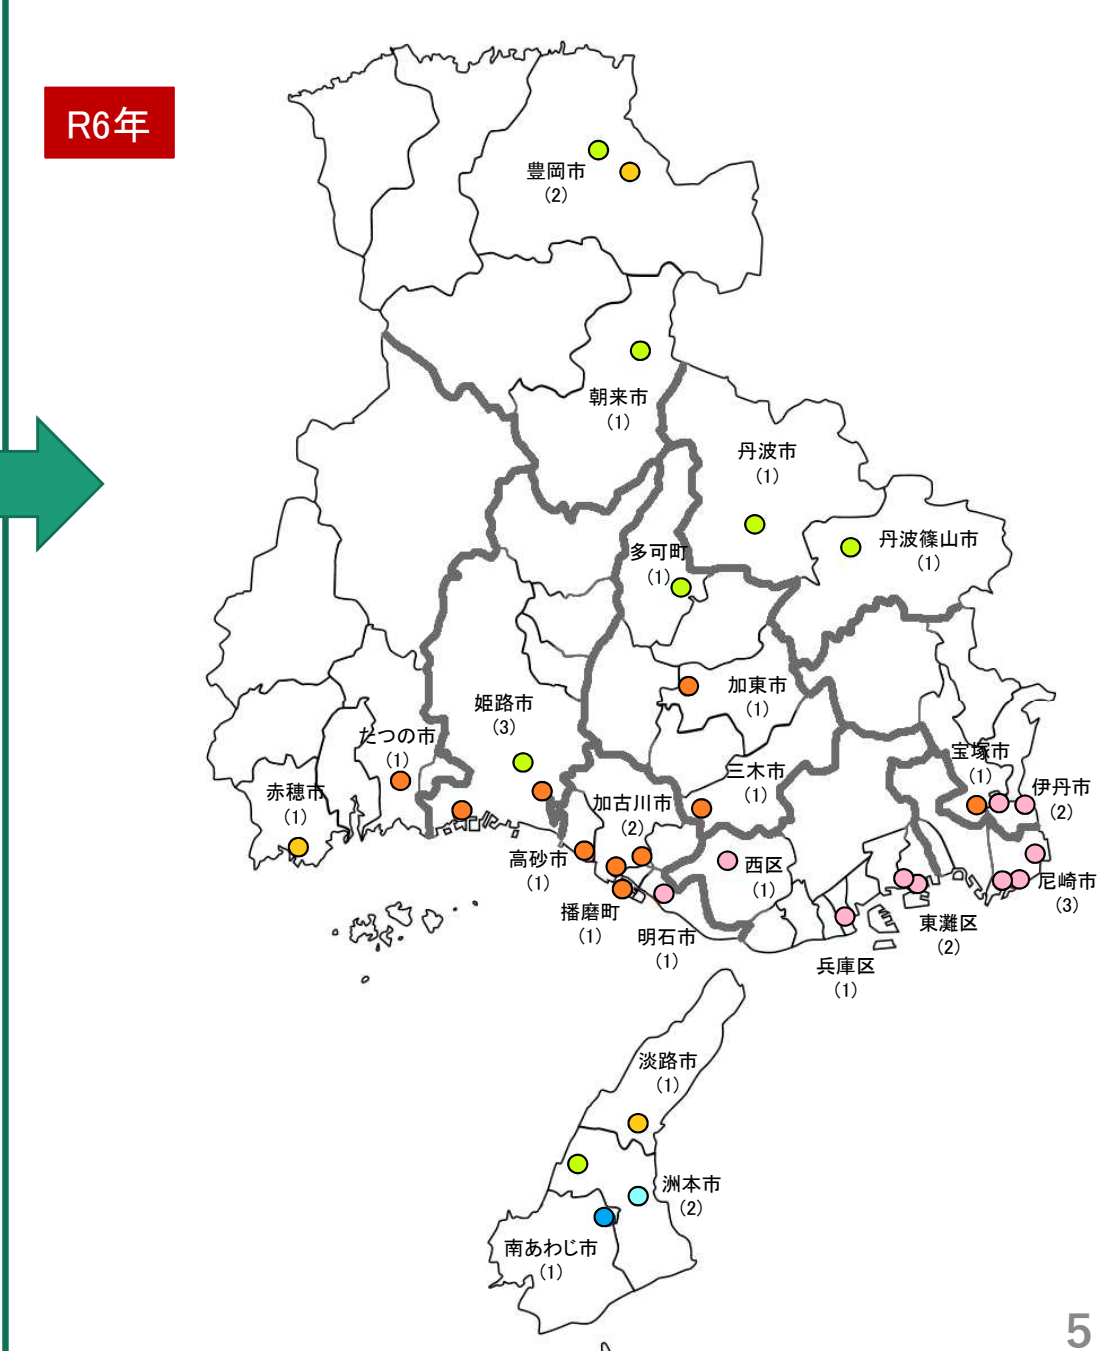 R6年
豊岡市
(2)
朝来市
(1)
丹波市
(1)
丹波篠山市
(1)
多可町
(1)
加東市
(1)
姫路市
(3)
たつの市
(1)
赤穂市
(1)
三木市
(1)
宝塚市
(1)
伊丹市
(2)
加古川市
(2)
高砂市
(1)
播磨町
(1)
明石市
(1)
西区
(1)
尼崎市
(3)
東灘区
(2)
兵庫区
(1)
淡路市
(1)
洲本市
(2)
南あわじ市
(1)
5